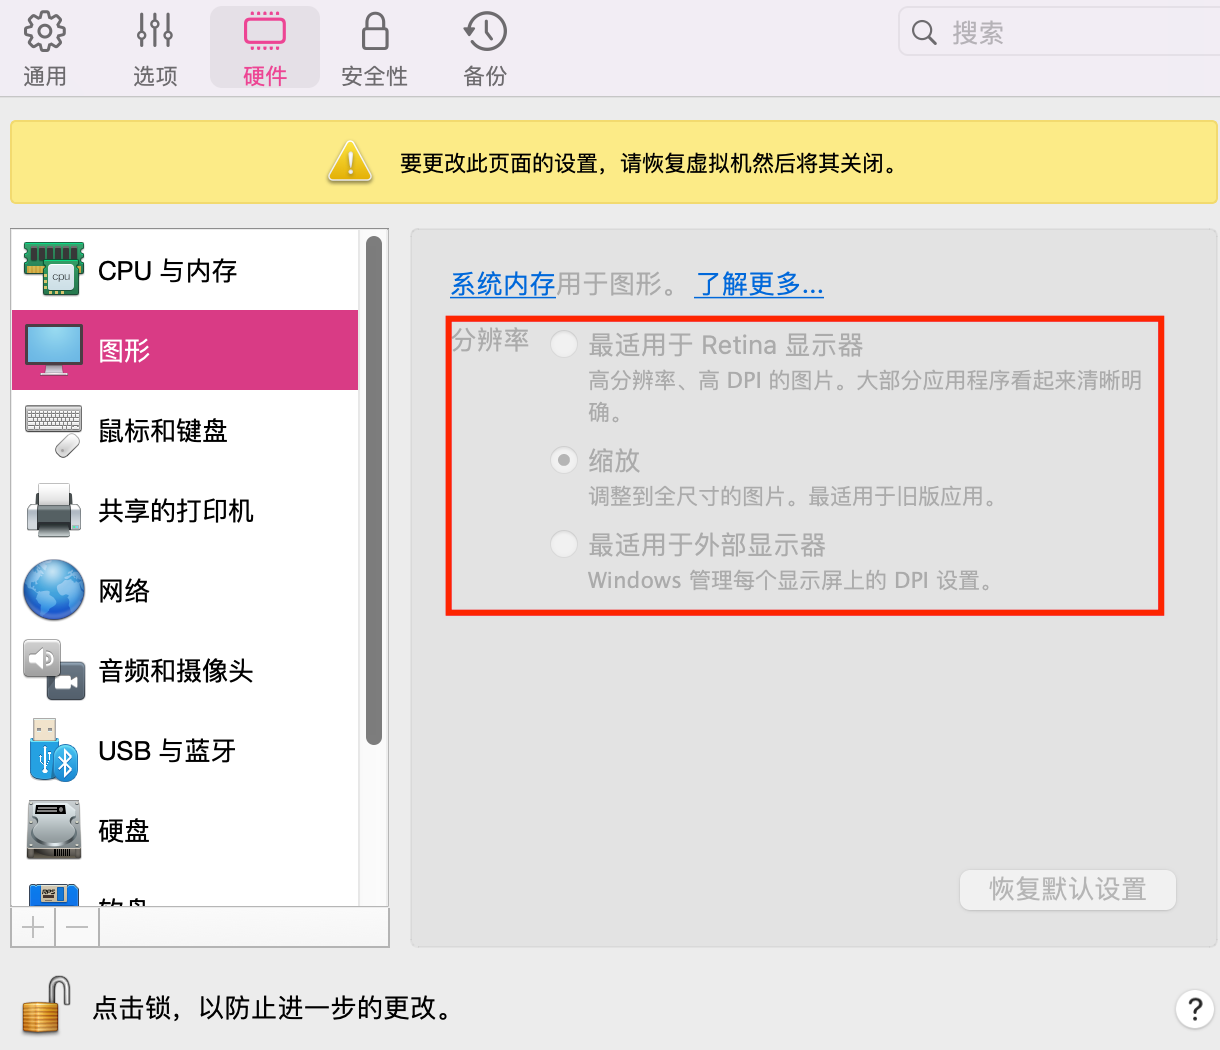 通用
选项
硬件
安全性
备份
搜索
要更改此页面的设置，请恢复虚拟机然后将其关闭。
CPU 与内存
图形
鼠标和键盘
共享的打印机
网络
音频和摄像头
USB 与蓝牙
硬盘
软盘
系统内存用于图形。 了解更多...
分辨率
最适用于 Retina 显示器
高分辨率、高 DPI 的图片。大部分应用程序看起来清晰明
确。
缩放
调整到全尺寸的图片。最适用于旧版应用。
最适用于外部显示器
Windows 管理每个显示屏上的 DPI 设置。
恢复默认设置
点击锁，以防止进一步的更改。
?